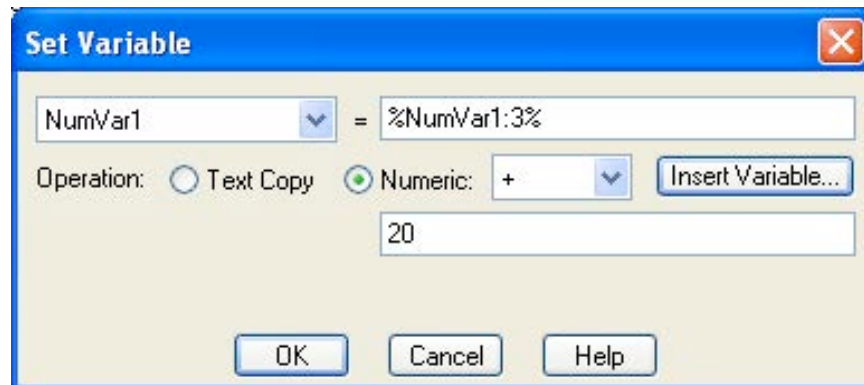 Set Variable
NumVar1 = %NumVar1:3%
Operation: Text Copy Numeric: + Insert Variable...
20
OK Cancel Help